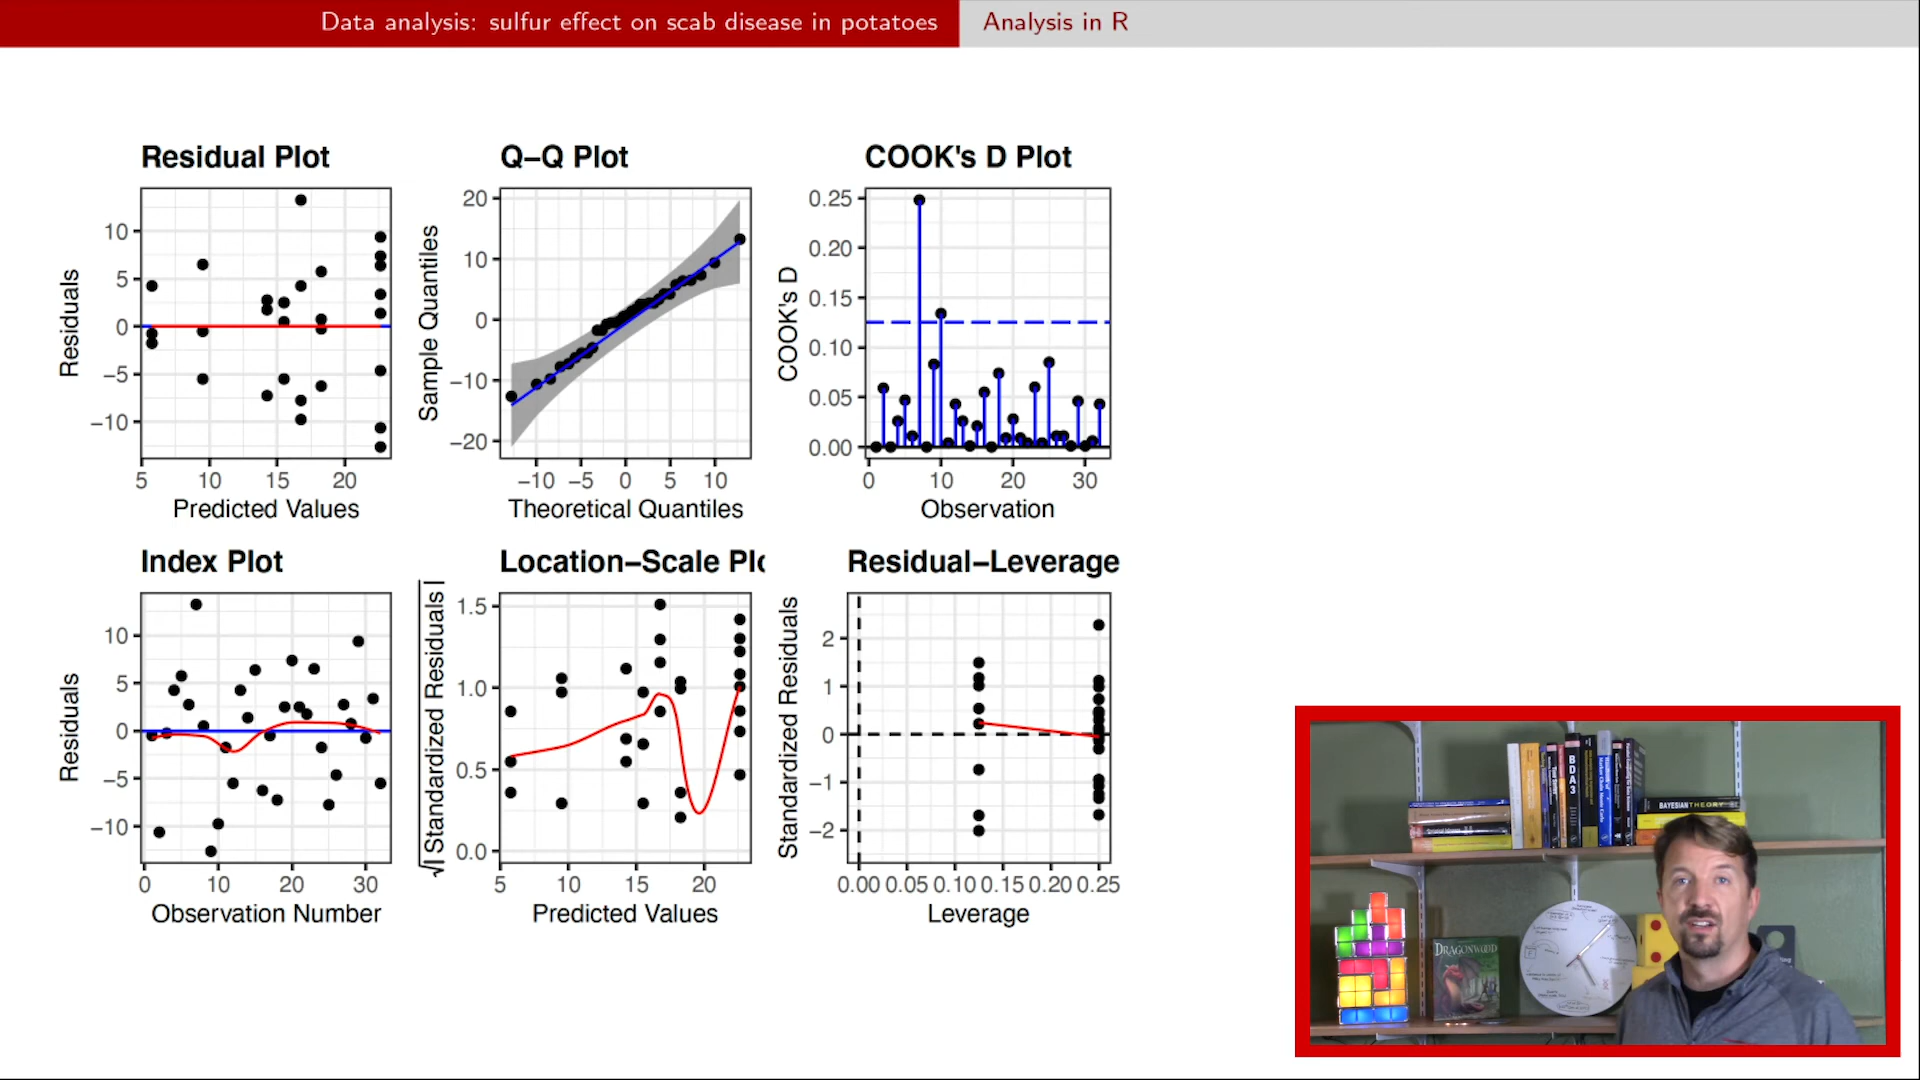 Data analysis: sulfur effect on scab disease in potatoes
Analysis in R
Residual Plot
Residuals
10
5
0
−5
−10
5 10 15 20
Predicted Values
Q−Q Plot
Sample Quantiles
20
10
0
−10
−20
−10 −5 0 5 10
Theoretical Quantiles
COOK's D Plot
COOK's D
0.25
0.20
0.15
0.10
0.05
0.00
0 10 20 30
Observation
Index Plot
Residuals
10
5
0
−5
−10
0 10 20 30
Observation Number
Location−Scale Plo
√| Standardized Residuals |
1.5
1.0
0.5
0.0
5 10 15 20
Predicted Values
Residual−Leverage
Standardized Residuals
2
1
0
−1
−2
0.00 0.05 0.10 0.15 0.20 0.25
Leverage
BDA3
BAYESIAN THEORY
DRAGONWOOD